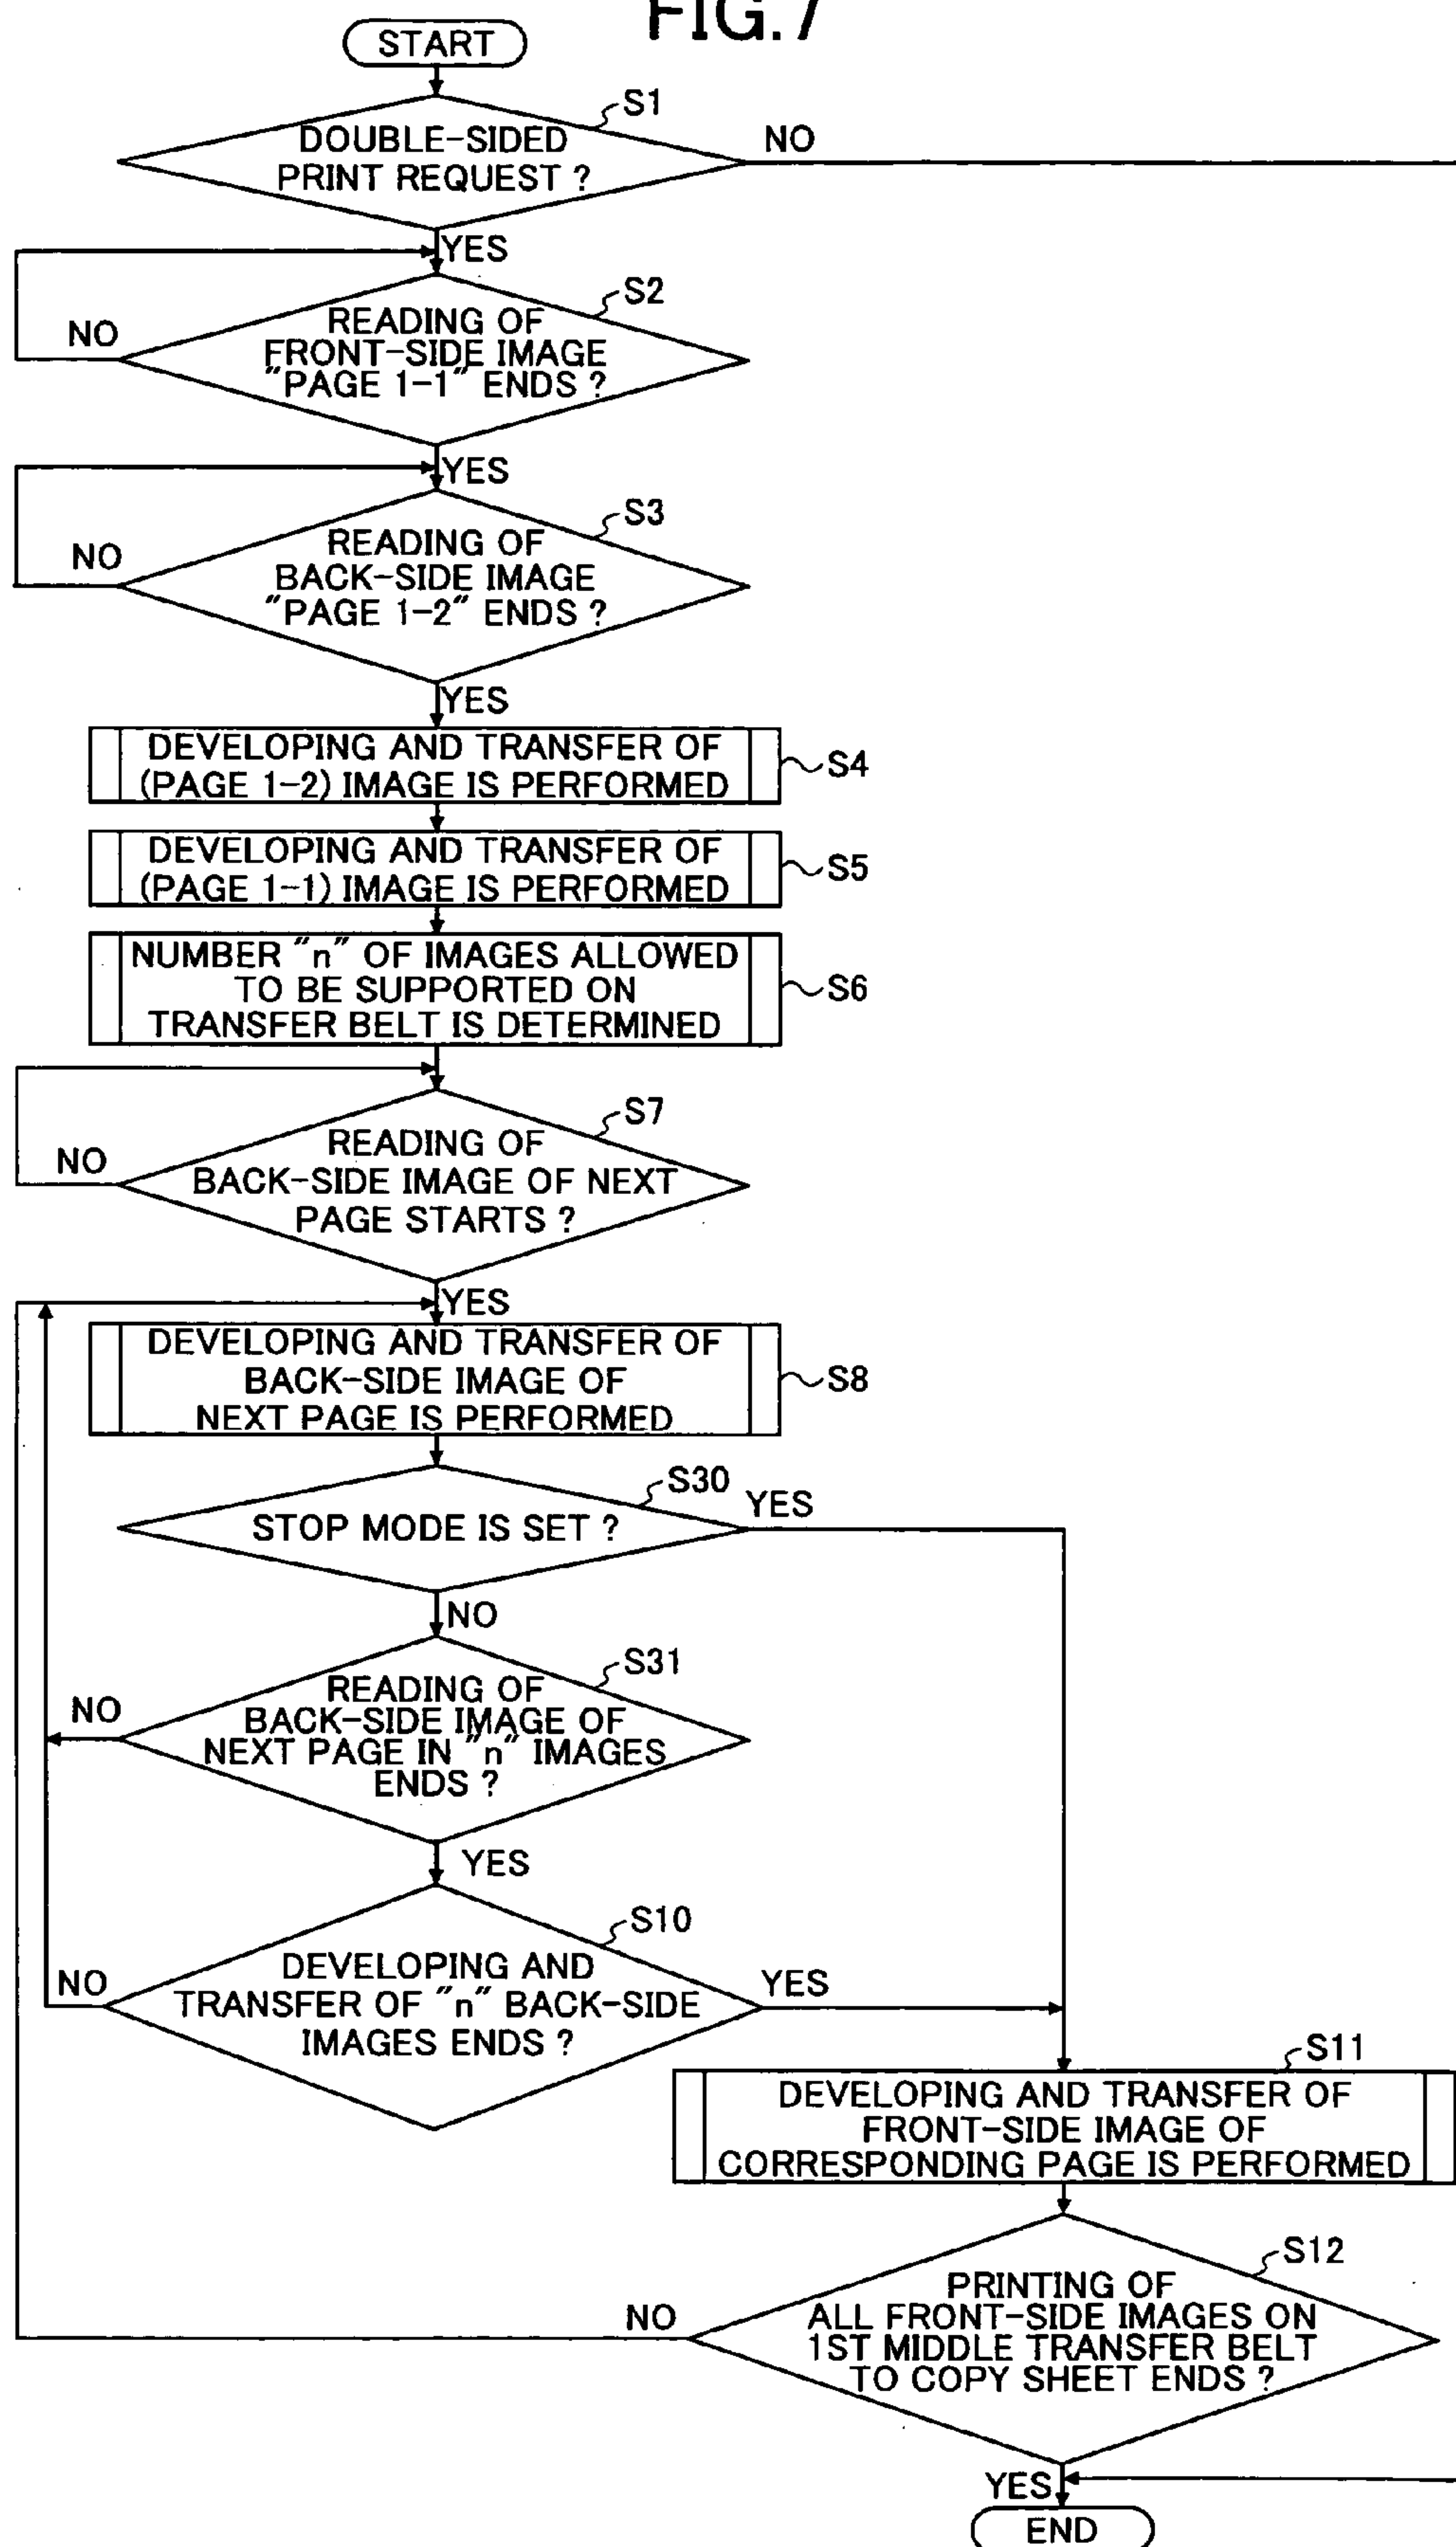 FIG.7
START
S1
DOUBLE-SIDED
PRINT REQUEST ?
NO
YES
S2
READING OF
FRONT-SIDE IMAGE
"PAGE 1-1" ENDS ?
NO
YES
S3
READING OF
BACK-SIDE IMAGE
"PAGE 1-2" ENDS ?
NO
YES
DEVELOPING AND TRANSFER OF
(PAGE 1-2) IMAGE IS PERFORMED
S4
DEVELOPING AND TRANSFER OF
(PAGE 1-1) IMAGE IS PERFORMED
S5
NUMBER "n" OF IMAGES ALLOWED
TO BE SUPPORTED ON
TRANSFER BELT IS DETERMINED
S6
S7
READING OF
BACK-SIDE IMAGE OF NEXT
PAGE STARTS ?
NO
YES
DEVELOPING AND TRANSFER OF
BACK-SIDE IMAGE OF
NEXT PAGE IS PERFORMED
S8
S30
STOP MODE IS SET ?
YES
NO
S31
READING OF
BACK-SIDE IMAGE OF
NEXT PAGE IN "n" IMAGES
ENDS ?
NO
YES
S10
DEVELOPING AND
TRANSFER OF "n" BACK-SIDE
IMAGES ENDS ?
NO
YES
S11
DEVELOPING AND TRANSFER OF
FRONT-SIDE IMAGE OF
CORRESPONDING PAGE IS PERFORMED
S12
PRINTING OF
ALL FRONT-SIDE IMAGES ON
1ST MIDDLE TRANSFER BELT
TO COPY SHEET ENDS ?
NO
YES
END